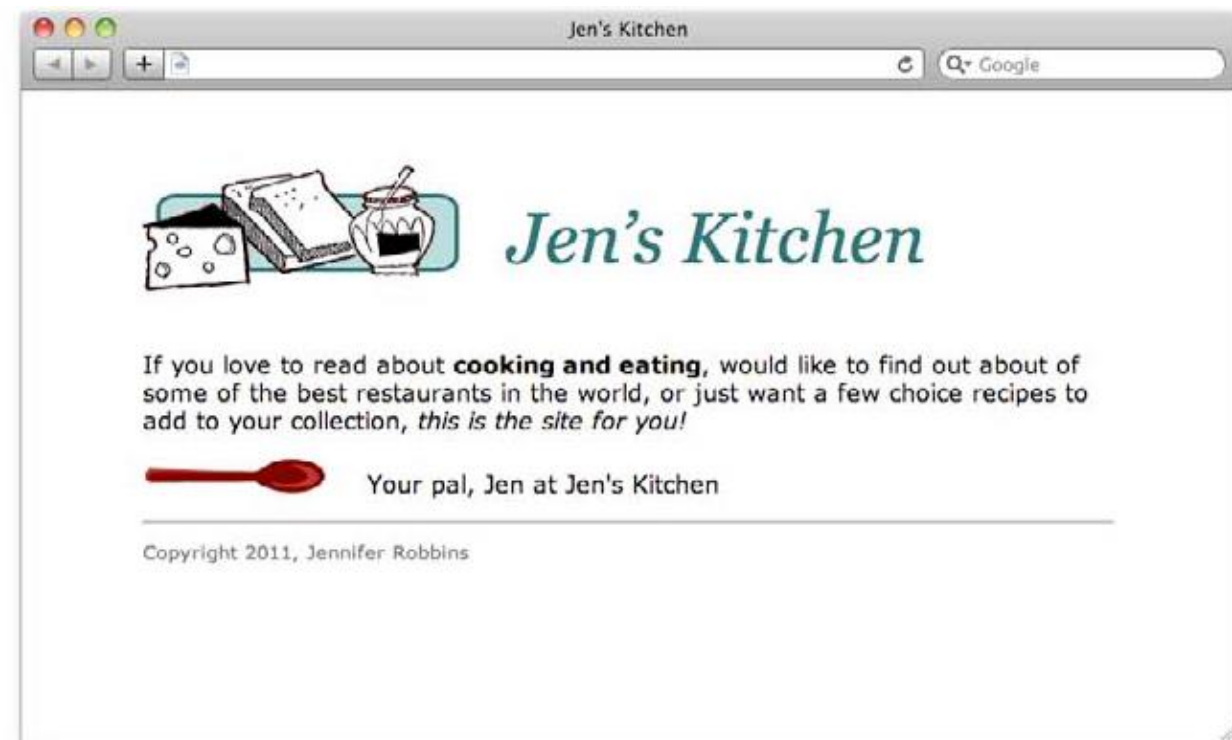 Jen's Kitchen
Google
Jen’s Kitchen
If you love to read about cooking and eating, would like to find out about of
some of the best restaurants in the world, or just want a few choice recipes to
add to your collection, this is the site for you!
Your pal, Jen at Jen's Kitchen
Copyright 2011, Jennifer Robbins